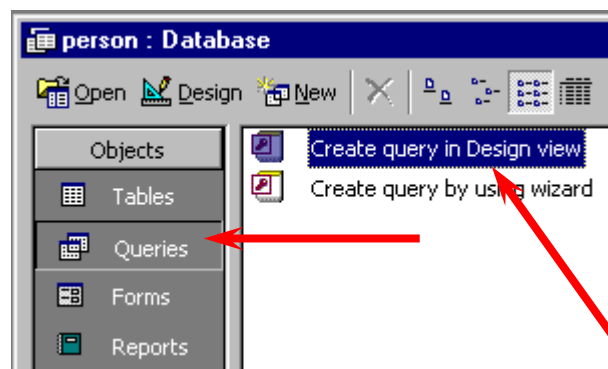 person : Database
Open Design New
Objects
Create query in Design view
Tables
Create query by using wizard
Queries
Forms
Reports